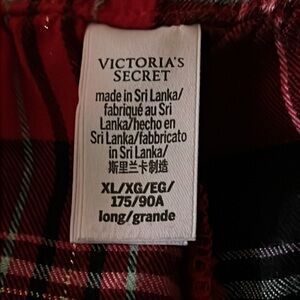 VICTORIA'S
SECRET
made in Sri Lanka/
fabriqué au Sri
Lanka/hecho en
Sri Lanka/fabbricato
in Sri Lanka/
斯里兰卡制造
XL/XG/EG/
175/90A
long/grande